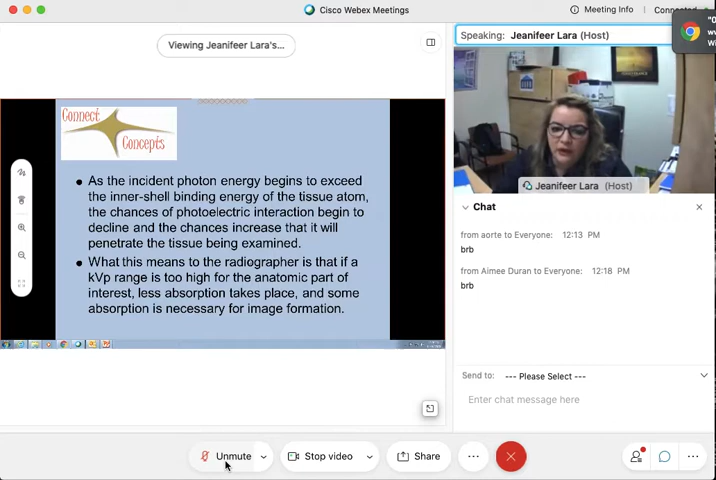 Cisco Webex Meetings
Meeting Info
Viewing Jeanifeer Lara's...
Speaking: Jeanifeer Lara (Host)
Connect
Concepts
• As the incident photon energy begins to exceed
the inner-shell binding energy of the tissue atom,
the chances of photoelectric interaction begin to
decline and the chances increase that it will
penetrate the tissue being examined.
• What this means to the radiographer is that if a
kVp range is too high for the anatomic part of
interest, less absorption takes place, and some
absorption is necessary for image formation.
Jeanifeer Lara (Host)
Chat
from aorte to Everyone: 12:13 PM
brb
from Aimee Duran to Everyone: 12:18 PM
brb
Send to: --- Please Select ---
Enter chat message here
Unmute
Stop video
Share